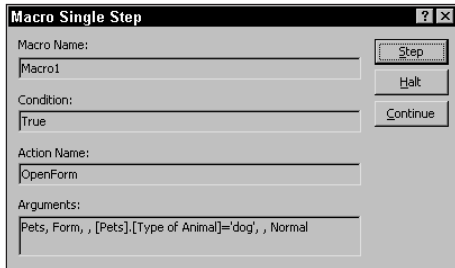 Macro Single Step
Macro Name:
Macro1
Step
Halt
Condition:
True
Continue
Action Name:
OpenForm
Arguments:
Pets, Form, , [Pets].[Type of Animal]='dog', , Normal